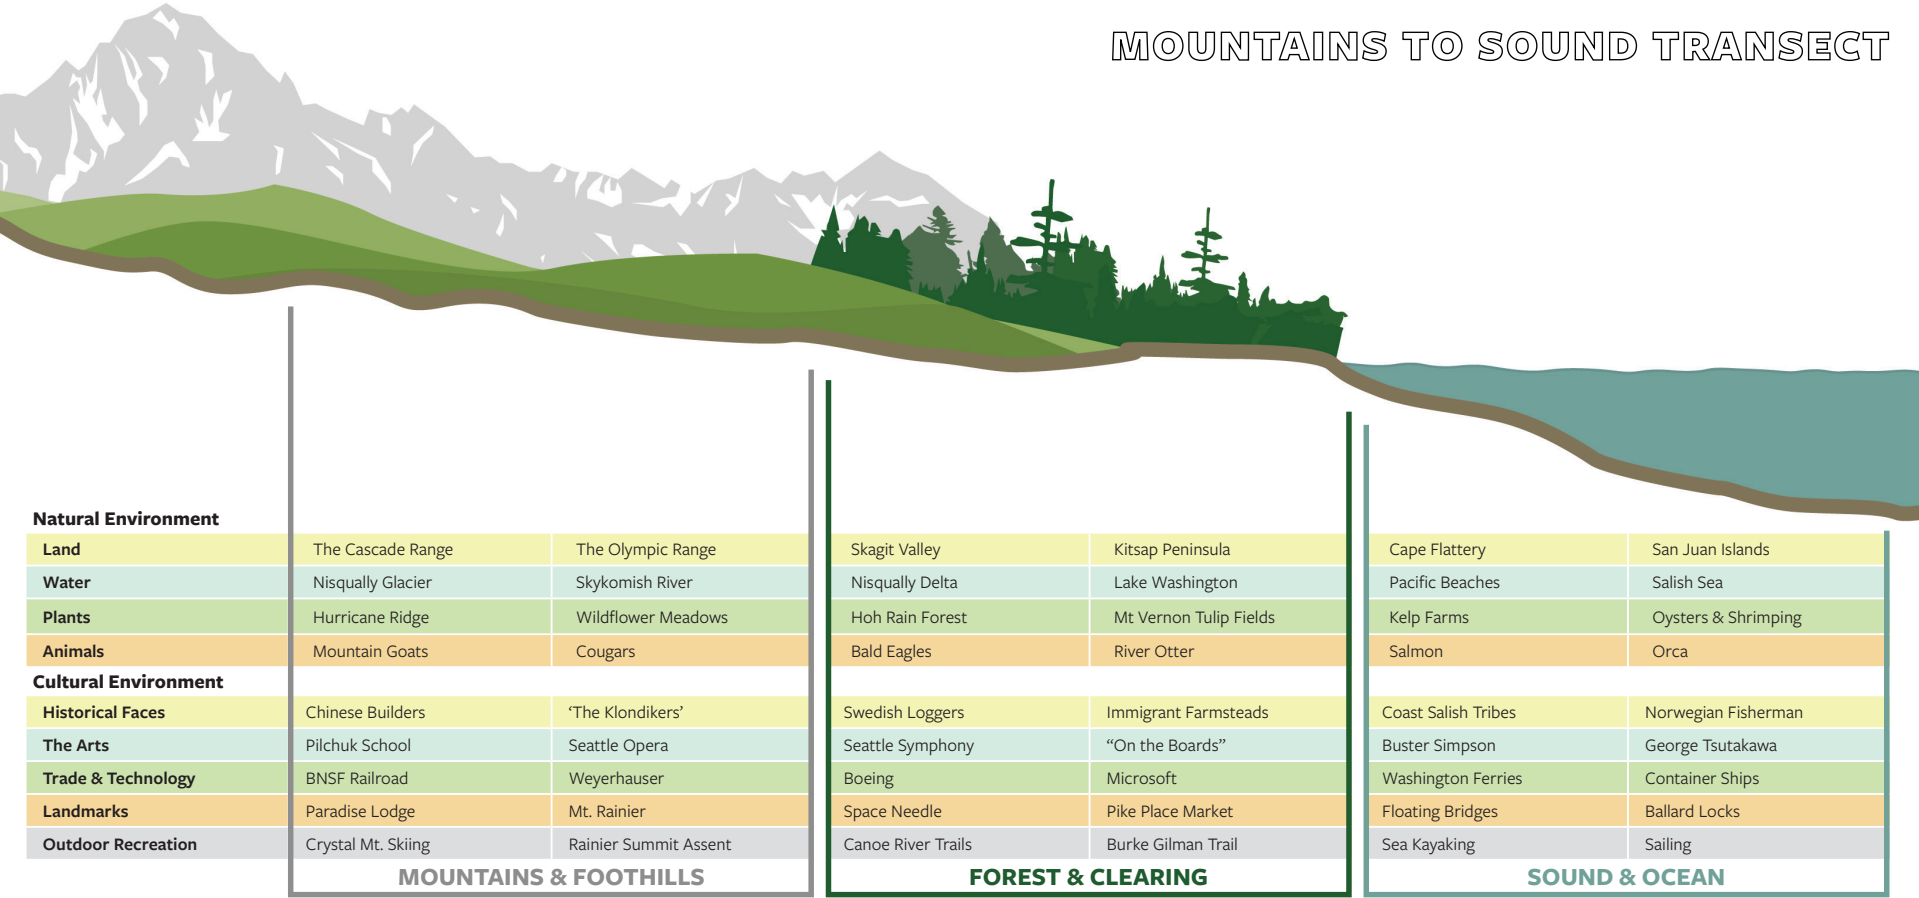 MOUNTAINS TO SOUND TRANSECT
Natural Environment
Land The Cascade Range The Olympic Range Skagit Valley Kitsap Peninsula Cape Flattery San Juan Islands
Water Nisqually Glacier Skykomish River Nisqually Delta Lake Washington Pacific Beaches Salish Sea
Plants Hurricane Ridge Wildflower Meadows Hoh Rain Forest Mt Vernon Tulip Fields Kelp Farms Oysters & Shrimping
Animals Mountain Goats Cougars Bald Eagles River Otter Salmon Orca
Cultural Environment
Historical Faces Chinese Builders ‘The Klondikers’ Swedish Loggers Immigrant Farmsteads Coast Salish Tribes Norwegian Fisherman
The Arts Pilchuk School Seattle Opera Seattle Symphony “On the Boards” Buster Simpson George Tsutakawa
Trade & Technology BNSF Railroad Weyerhauser Boeing Microsoft Washington Ferries Container Ships
Landmarks Paradise Lodge Mt. Rainier Space Needle Pike Place Market Floating Bridges Ballard Locks
Outdoor Recreation Crystal Mt. Skiing Rainier Summit Assent Canoe River Trails Burke Gilman Trail Sea Kayaking Sailing
MOUNTAINS & FOOTHILLS FOREST & CLEARING SOUND & OCEAN